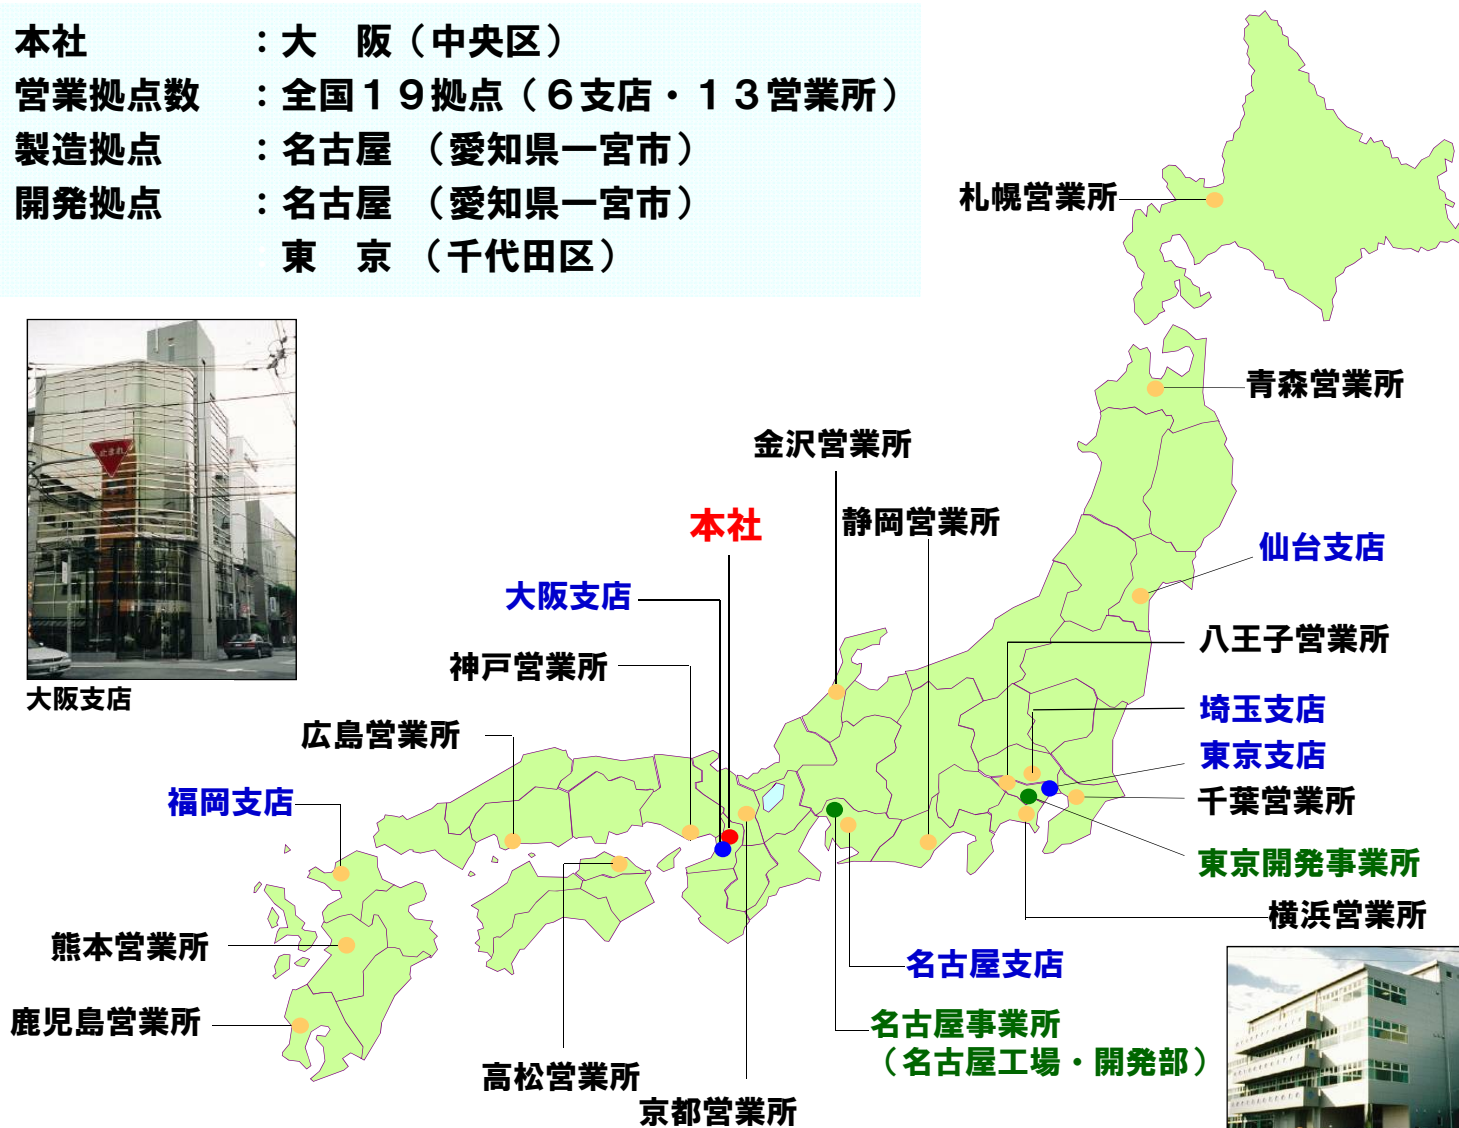 本社　　　　　：大　阪（中央区）
営業拠点数　：全国１９拠点（６支店・１３営業所）
製造拠点　　：名古屋 （愛知県一宮市）
開発拠点　　：名古屋 （愛知県一宮市）
東　京 （千代田区）
札幌営業所
止まれ
大阪支店
青森営業所
金沢営業所
本社
静岡営業所
仙台支店
大阪支店
八王子営業所
神戸営業所
埼玉支店
広島営業所
東京支店
福岡支店
千葉営業所
東京開発事業所
横浜営業所
熊本営業所
名古屋支店
鹿児島営業所
名古屋事業所
（名古屋工場・開発部）
高松営業所
京都営業所